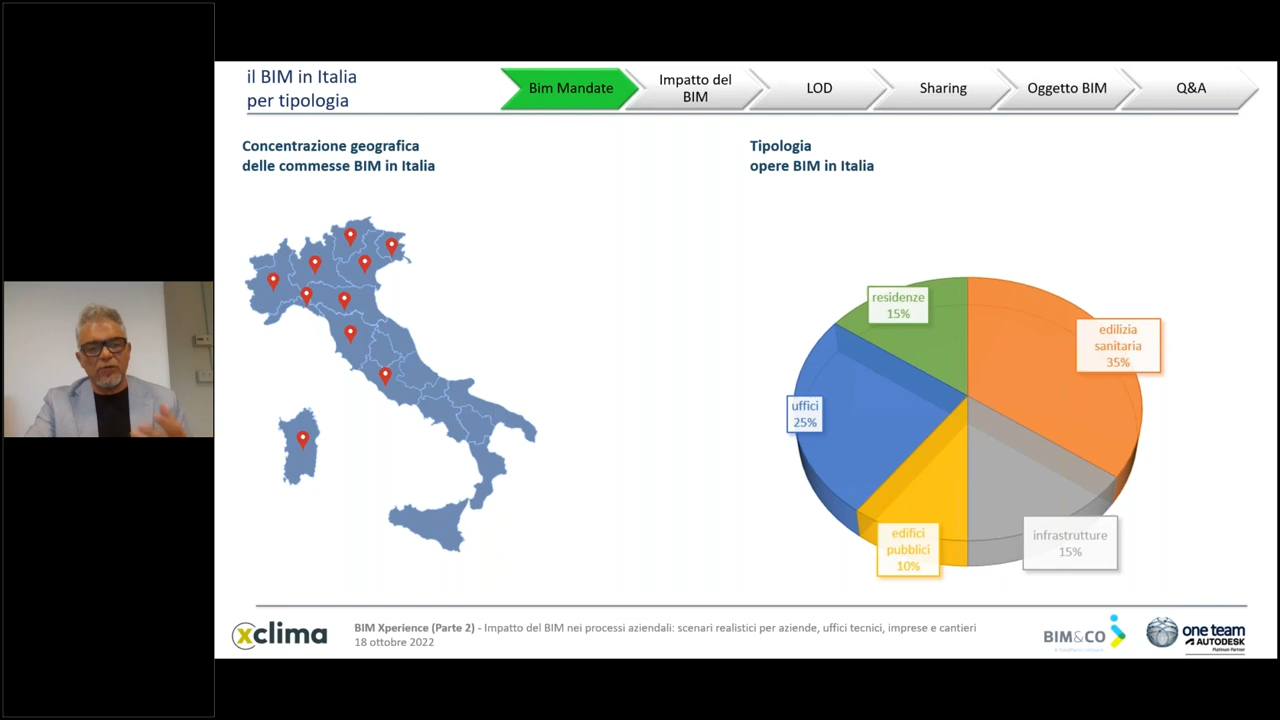 il BIM in Italia
per tipologia
Bim Mandate
Impatto del
BIM
LOD
Sharing
Oggetto BIM
Q&A
Concentrazione geografica
delle commesse BIM in Italia
Tipologia
opere BIM in Italia
residenze
15%
edilizia
sanitaria
35%
uffici
25%
edifici
pubblici
10%
infrastrutture
15%
xclima
BIM Xperience (Parte 2) - Impatto del BIM nei processi aziendali: scenari realistici per aziende, uffici tecnici, imprese e cantieri
18 ottobre 2022
BIM&CO
one team
AUTODESK
Platinum Partner